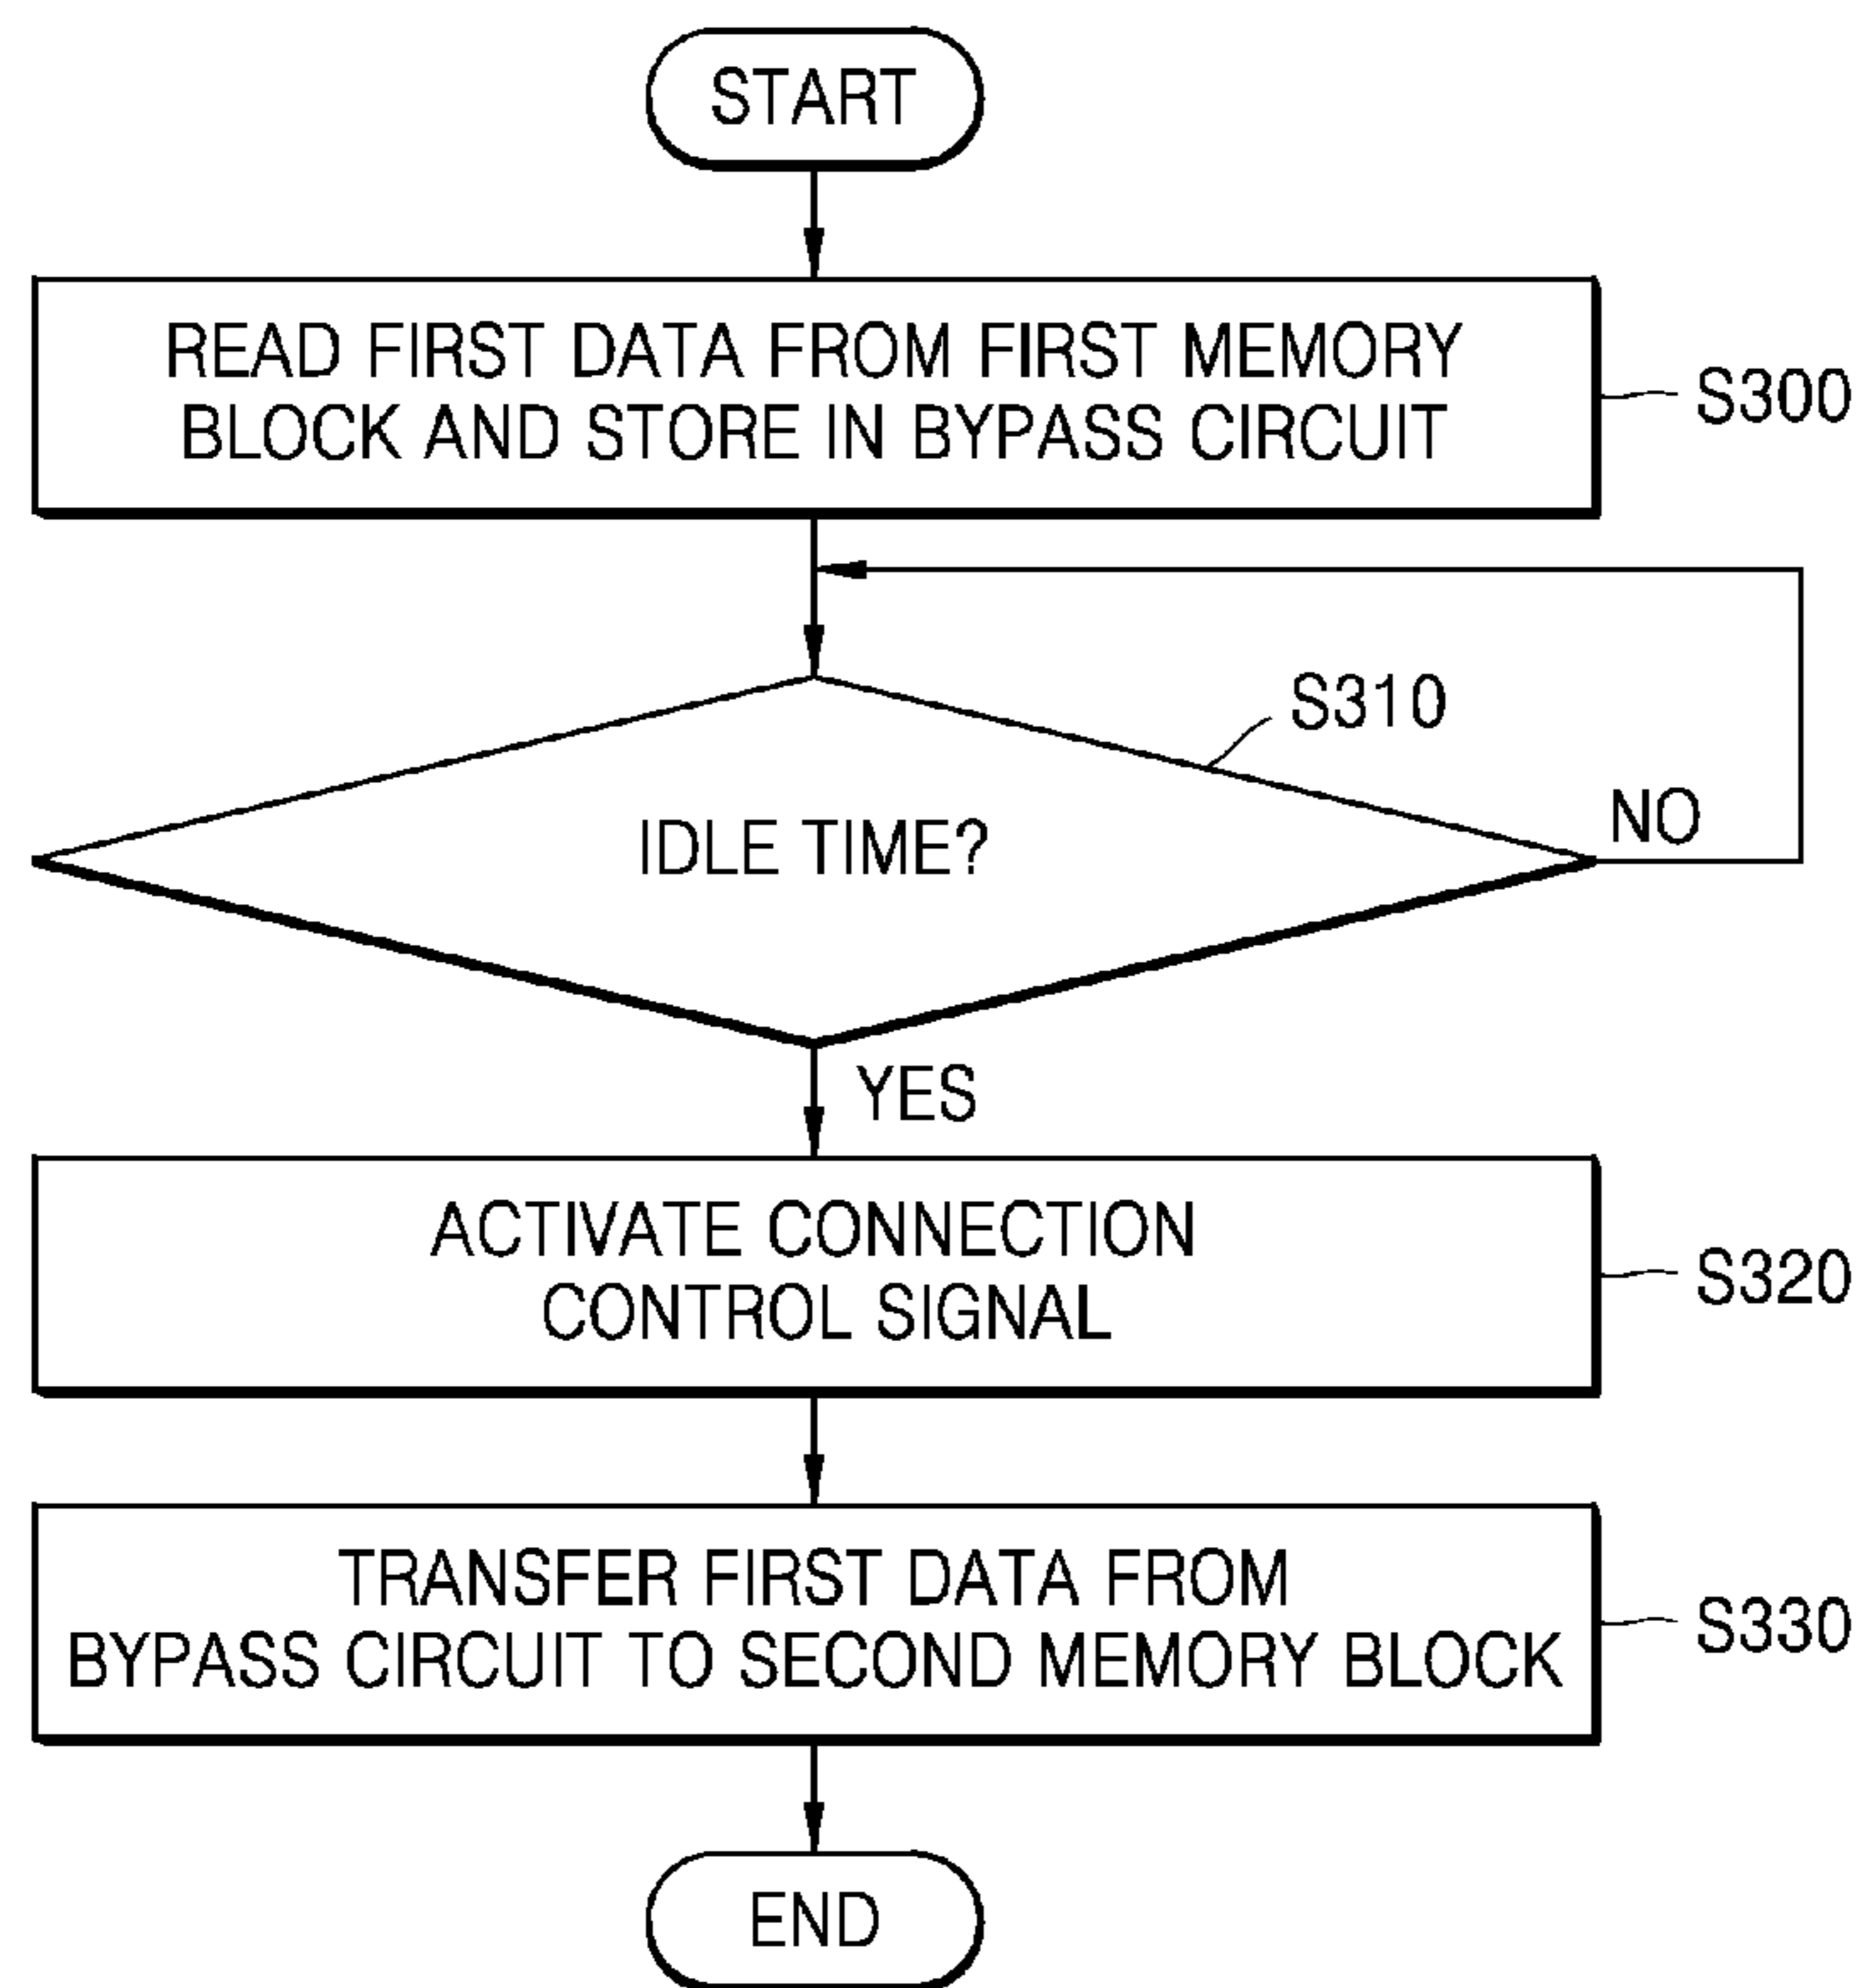 START
READ FIRST DATA FROM FIRST MEMORY
BLOCK AND STORE IN BYPASS CIRCUIT
S300
S310
IDLE TIME?
NO
YES
ACTIVATE CONNECTION
CONTROL SIGNAL
S320
TRANSFER FIRST DATA FROM
BYPASS CIRCUIT TO SECOND MEMORY BLOCK
S330
END